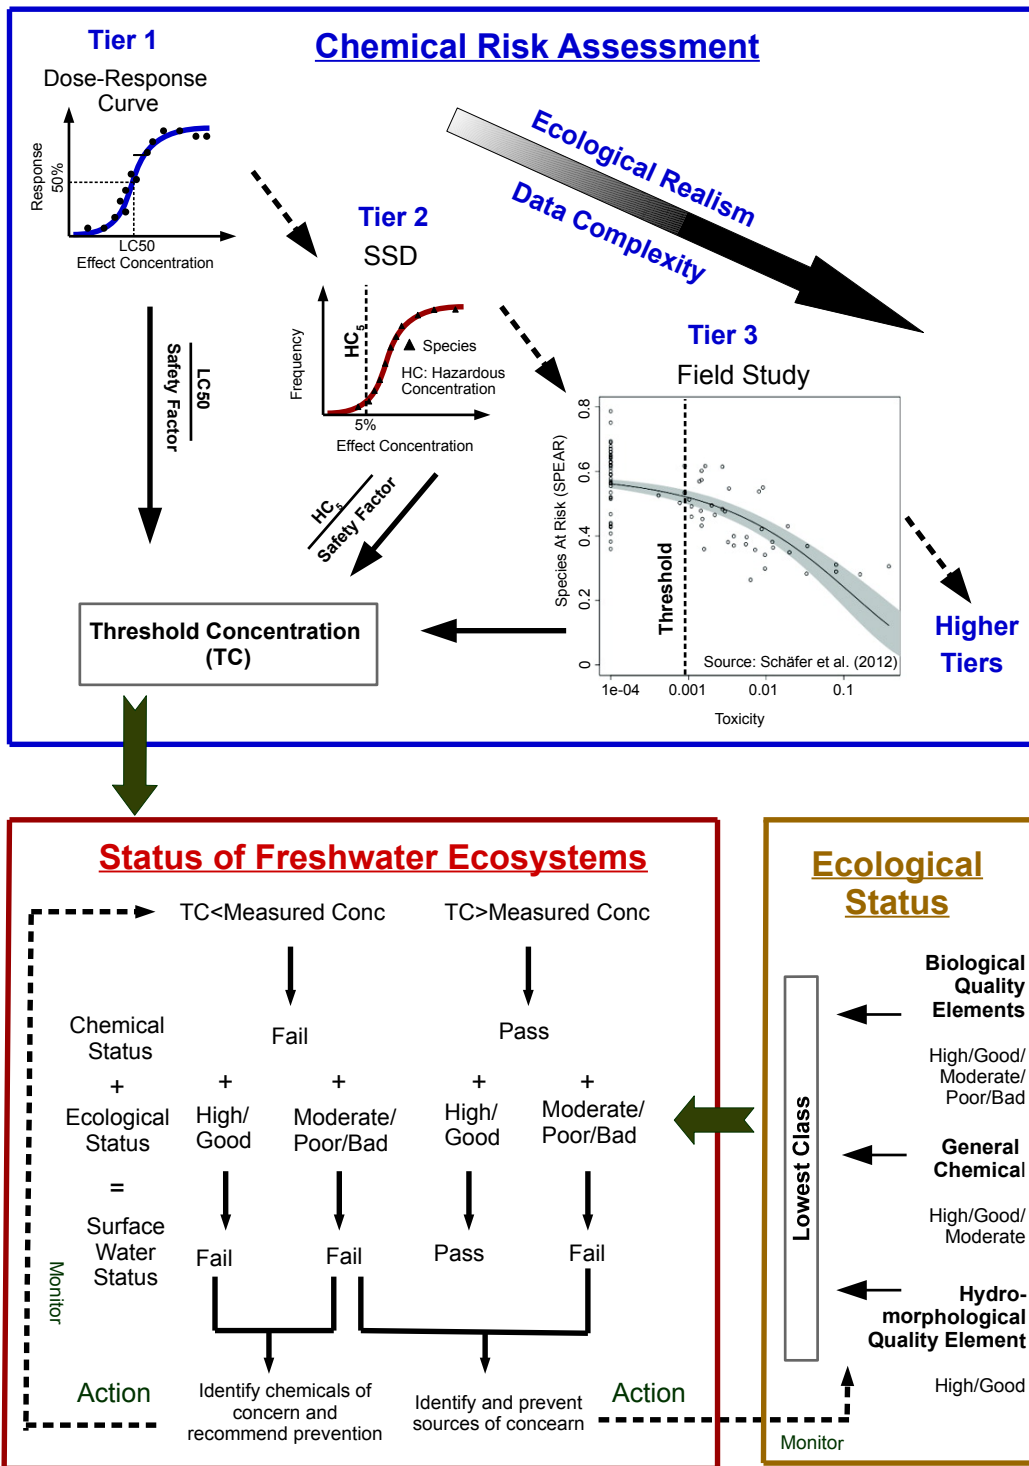 Chemical Risk Assessment
Tier 1
Dose-Response
Curve
Response
50%
LC50
Effect Concentration
Ecological Realism
Data Complexity
Tier 2
SSD
Frequency
HC5
Species
HC: Hazardous
Concentration
5%
Effect Concentration
LC50
Safety Factor
HC5
Safety Factor
Tier 3
Field Study
Species At Risk (SPEAR)
0.8
0.6
0.4
0.2
0
Threshold
Source: Schäfer et al. (2012)
1e-04
0.001
0.01
0.1
Toxicity
Higher
Tiers
Threshold Concentration
(TC)
Status of Freshwater Ecosystems
TC<Measured Conc
TC>Measured Conc
Chemical
Status
Fail
Pass
+
+
+
+
+
Ecological
Status
High/
Good
Moderate/
Poor/Bad
High/
Good
Moderate/
Poor/Bad
=
Surface
Water
Status
Fail
Fail
Pass
Fail
Monitor
Action
Identify chemicals of
concern and
recommend prevention
Identify and prevent
sources of concearn
Action
Ecological
Status
Lowest Class
Biological
Quality
Elements
High/Good/
Moderate/
Poor/Bad
General
Chemical
High/Good/
Moderate
Hydro-
morphological
Quality Element
High/Good
Monitor